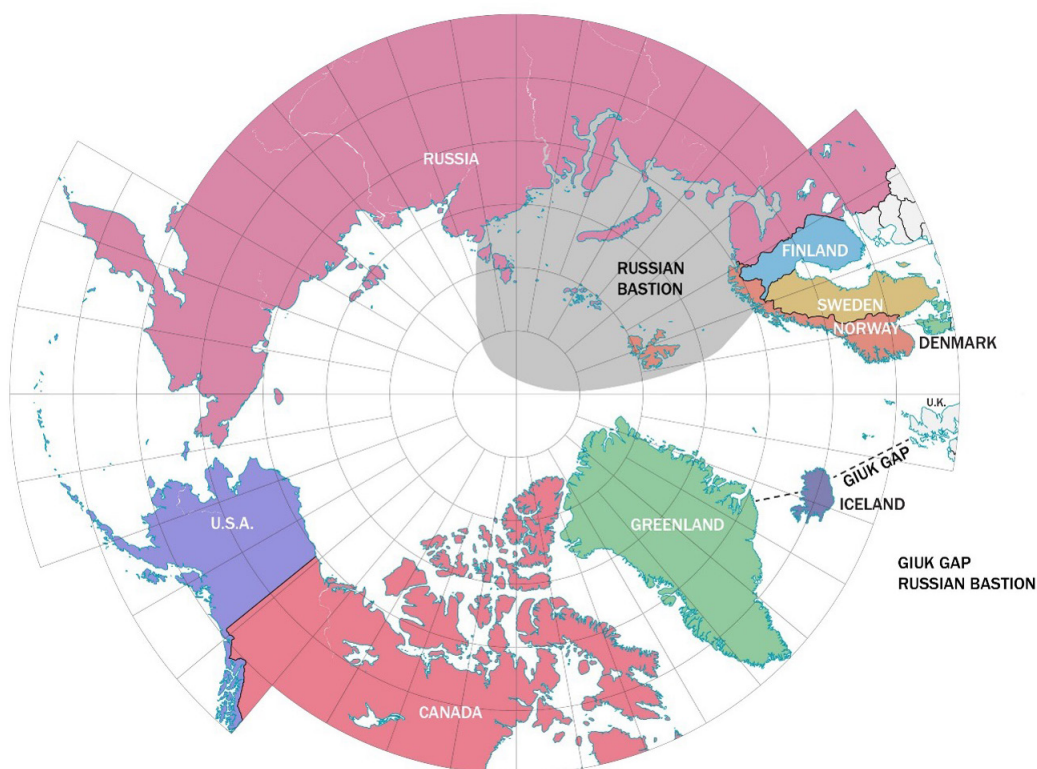 RUSSIA
FINLAND
RUSSIAN
BASTION
SWEDEN
NORWAY
DENMARK
U.K.
GIUK GAP
ICELAND
U.S.A.
GREENLAND
GIUK GAP
RUSSIAN BASTION
CANADA